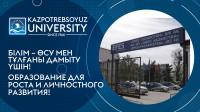 KAZPOTREBSOYUZ
UNIVERSITY
SINCE 1966
БІЛІМ – ӨСУ МЕН
ТҰЛҒАНЫ ДАМЫТУ
ҮШІН!
ОБРАЗОВАНИЕ ДЛЯ
РОСТА И ЛИЧНОСТНОГО
РАЗВИТИЯ!